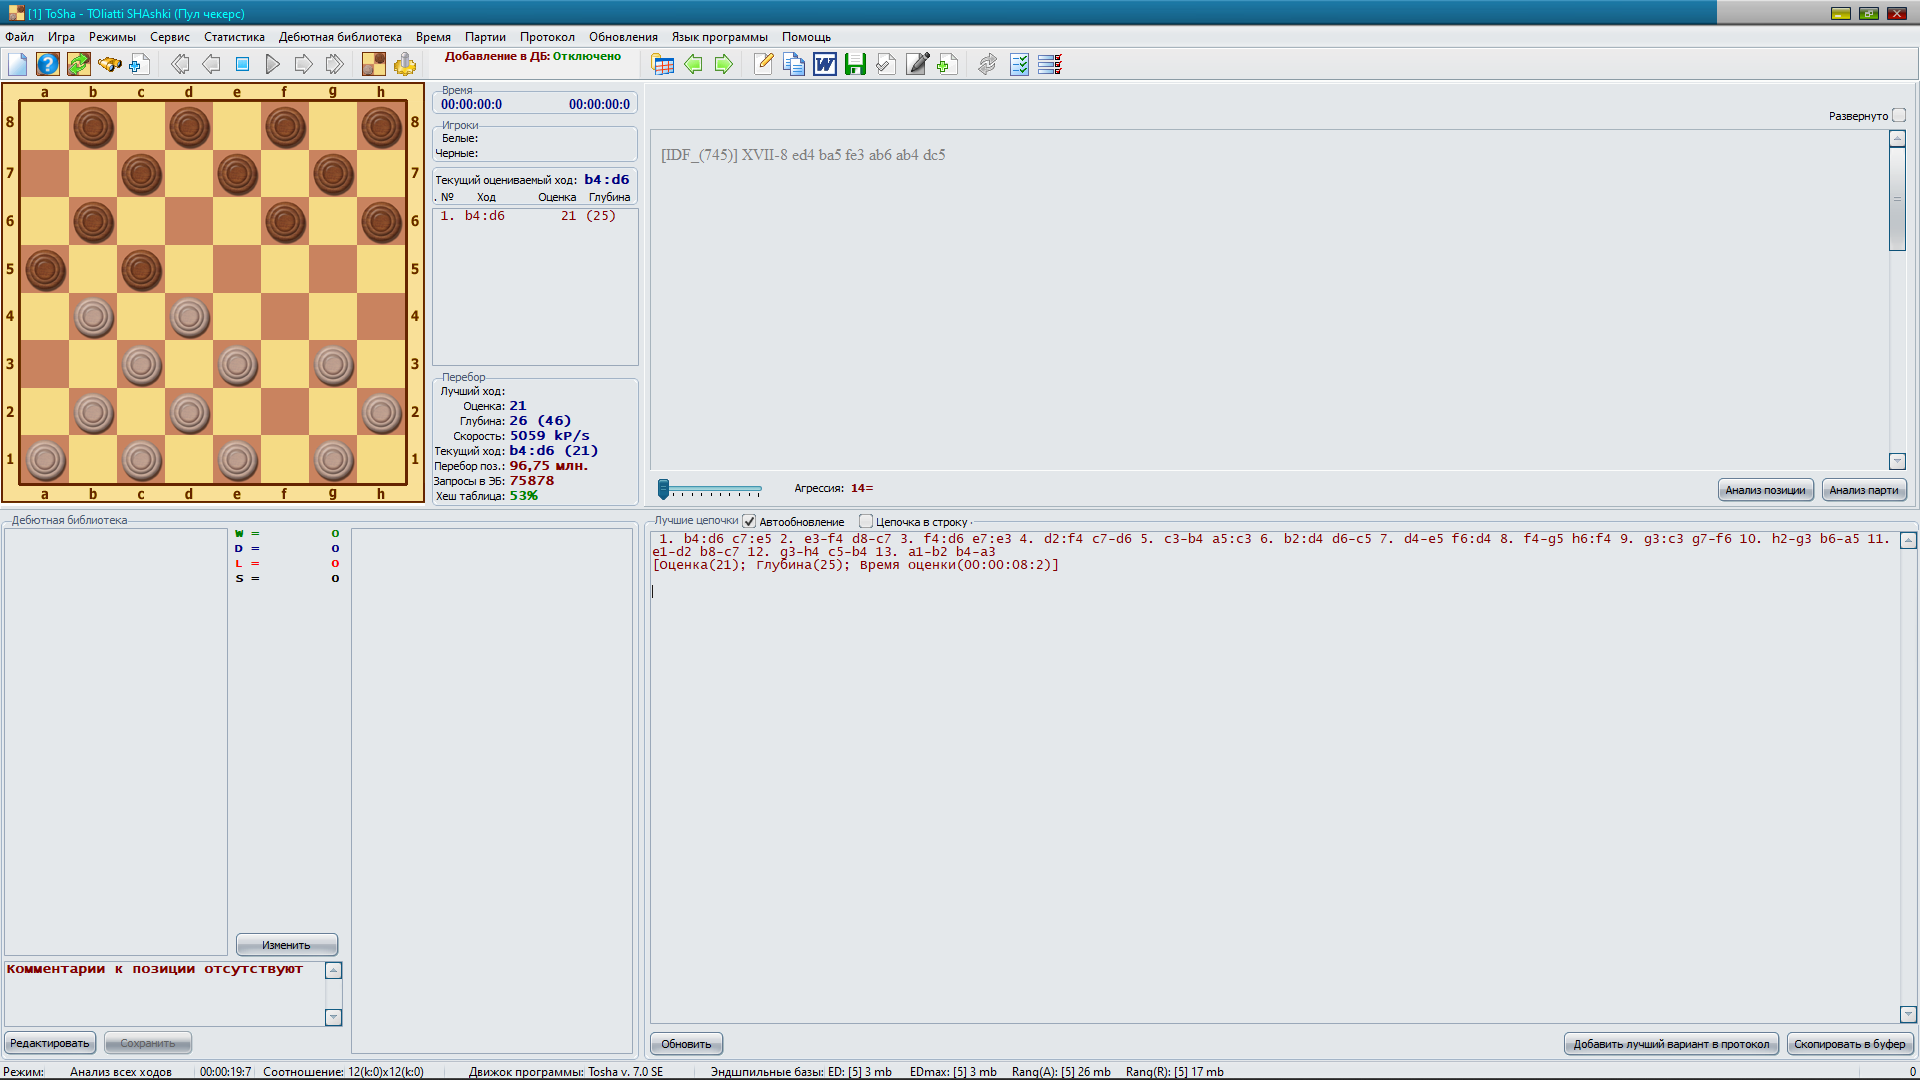 [1] ToSha - TOliatti SHAshki (Пул чекерс)
Файл Игра Режимы Сервис Статистика Дебютная библиотека Время Партии Протокол Обновления Язык программы Помощь
Добавление в ДБ: Отключено
a b c d e f g h
8 8
7 7
6 6
5 5
4 4
3 3
2 2
1 1
a b c d e f g h
Время
00:00:00:0 00:00:00:0
Игроки
Белые:
Черные:
Текущий оцениваемый ход: b4:d6
. № Ход Оценка Глубина
1. b4:d6 21 (25)
Перебор
Лучший ход:
Оценка: 21
Глубина: 26 (46)
Скорость: 5059 kP/s
Текущий ход: b4:d6 (21)
Перебор поз.: 96,75 млн.
Запросы в ЭБ: 75878
Хеш таблица: 53%
Развернуто
[IDF_(745)] XVII-8 ed4 ba5 fe3 ab6 ab4 dc5
Агрессия: 14=
Анализ позиции Анализ парти
Дебютная библиотека
W = 0
D = 0
L = 0
S = 0
Изменить
Комментарии к позиции отсутствуют
Редактировать Сохранить
Лучшие цепочки Автообновление Цепочка в строку
1. b4:d6 c7:e5 2. e3-f4 d8-c7 3. f4:d6 e7:e3 4. d2:f4 c7-d6 5. c3-b4 a5:c3 6. b2:d4 d6-c5 7. d4-e5 f6:d4 8. f4-g5 h6:f4 9. g3:c3 g7-f6 10. h2-g3 b6-a5 11.
e1-d2 b8-c7 12. g3-h4 c5-b4 13. a1-b2 b4-a3
[Оценка(21); Глубина(25); Время оценки(00:00:08:2)]
Обновить Добавить лучший вариант в протокол Скопировать в буфер
Режим: Анализ всех ходов 00:00:19:7 Соотношение: 12(k:0)x12(k:0) Движок программы: Tosha v. 7.0 SE Эндшпильные базы: ED: [5] 3 mb EDmax: [5] 3 mb Rang(A): [5] 26 mb Rang(R): [5] 17 mb 0